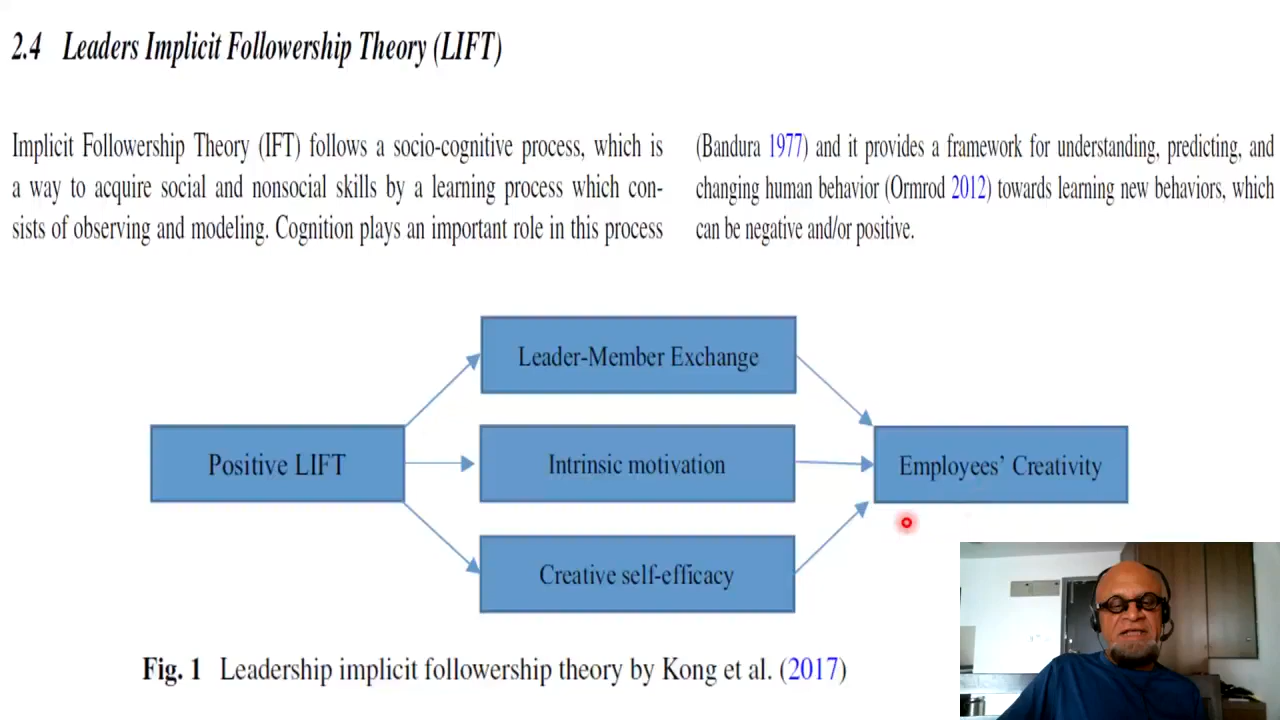 2.4 Leaders Implicit Followership Theory (LIFT)
Implicit Followership Theory (IFT) follows a socio-cognitive process, which is
a way to acquire social and nonsocial skills by a learning process which con-
sists of observing and modeling. Cognition plays an important role in this process
(Bandura 1977) and it provides a framework for understanding, predicting, and
changing human behavior (Ormrod 2012) towards learning new behaviors, which
can be negative and/or positive.
Leader-Member Exchange
Positive LIFT
Intrinsic motivation
Employees’ Creativity
Creative self-efficacy
Fig. 1 Leadership implicit followership theory by Kong et al. (2017)